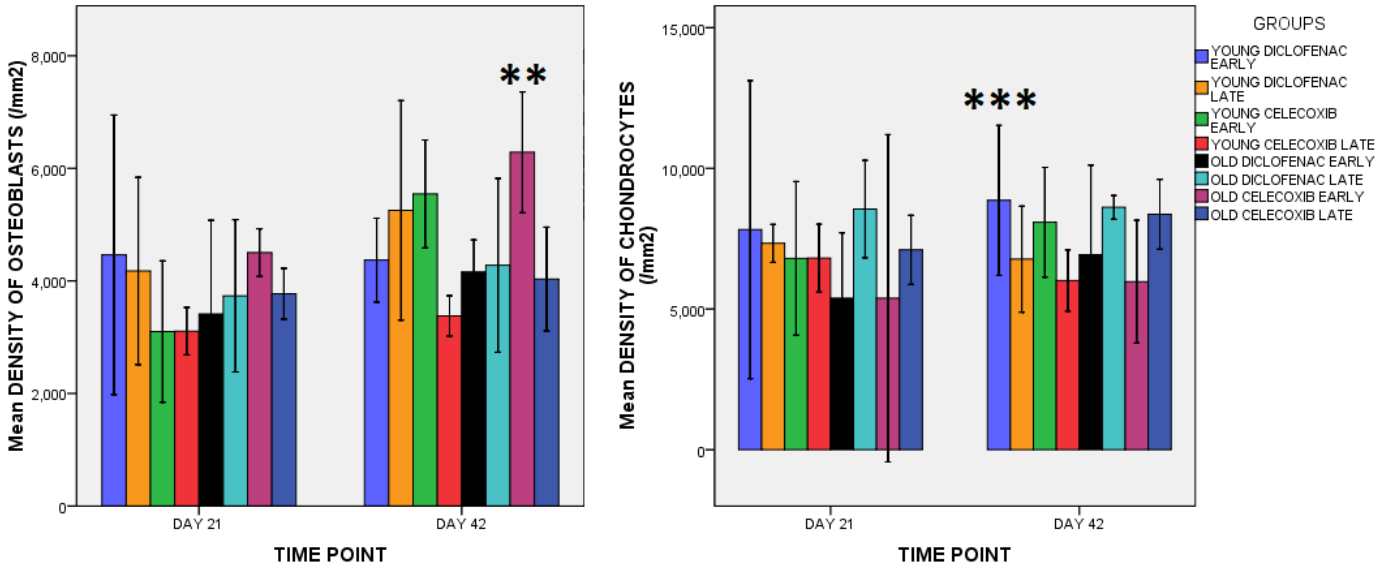 Mean DENSITY OF OSTEOBLASTS (/mm2)
8,000
6,000
4,000
2,000
0
**
DAY 21
DAY 42
TIME POINT
Mean DENSITY OF CHONDROCYTES
(/mm2)
15,000
10,000
5,000
0
***
DAY 21
DAY 42
TIME POINT
GROUPS
YOUNG DICLOFENAC
EARLY
YOUNG DICLOFENAC
LATE
YOUNG CELECOXIB
EARLY
YOUNG CELECOXIB LATE
OLD DICLOFENAC EARLY
OLD DICLOFENAC LATE
OLD CELECOXIB EARLY
OLD CELECOXIB LATE